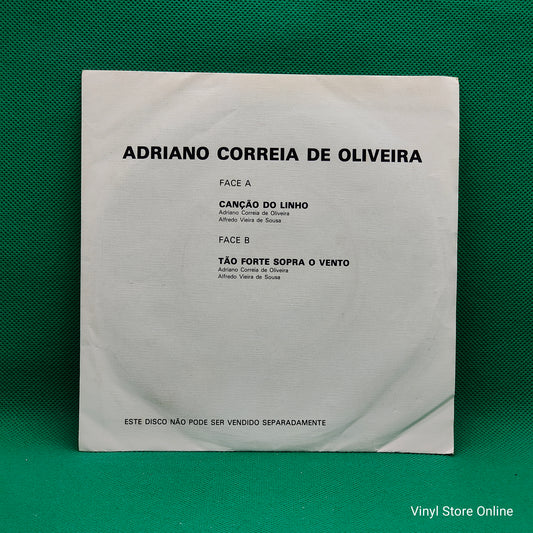 ADRIANO CORREIA DE OLIVEIRA
FACE A
CANÇÃO DO LINHO
Adriano Correia de Oliveira
Alfredo Vieira de Sousa
FACE B
TÃO FORTE SOPRA O VENTO
Adriano Correia de Oliveira
Alfredo Vieira de Sousa
ESTE DISCO NÃO PODE SER VENDIDO SEPARADAMENTE
Vinyl Store Online